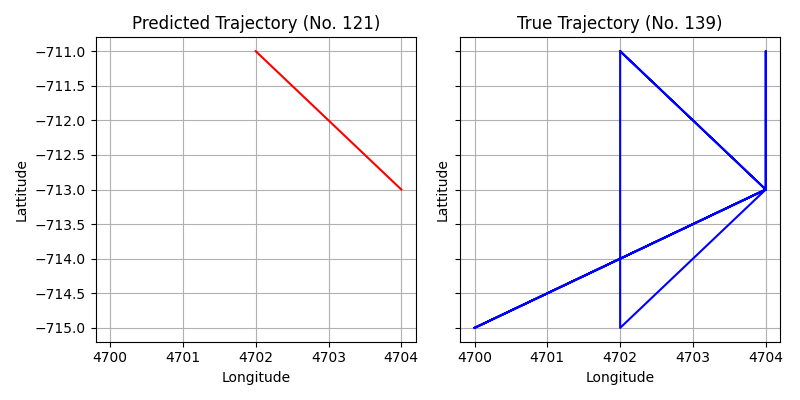 Predicted Trajectory (No. 121)
True Trajectory (No. 139)
−711.0
−711.5
−712.0
−712.5
−713.0
−713.5
−714.0
−714.5
−715.0
Lattitude
Lattitude
4700 4701 4702 4703 4704
4700 4701 4702 4703 4704
Longitude
Longitude